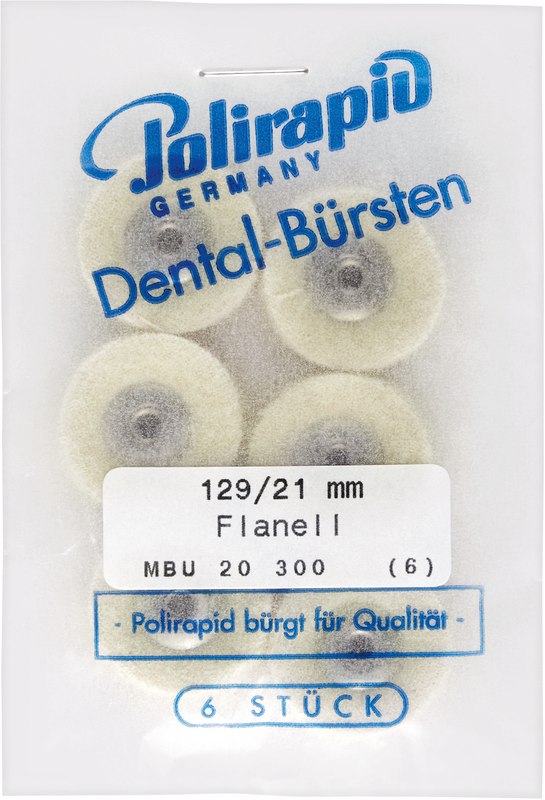 Polirapid
GERMANY
Dental-Bürsten
129/21 mm
Flanell
MBU 20 300 (6)
- Polirapid bürgt für Qualität -
6 STÜCK